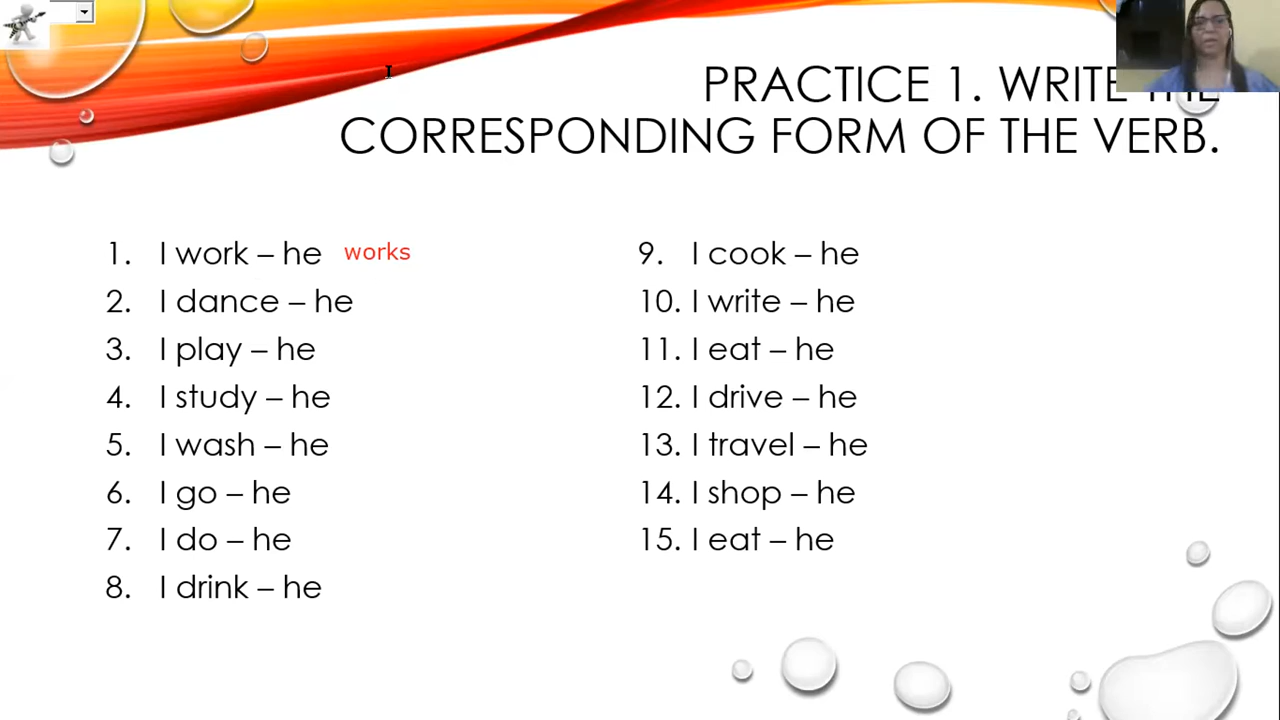 PRACTICE 1. WRITE THE
CORRESPONDING FORM OF THE VERB.
1. I work – he works
2. I dance – he
3. I play – he
4. I study – he
5. I wash – he
6. I go – he
7. I do – he
8. I drink – he
9. I cook – he
10. I write – he
11. I eat – he
12. I drive – he
13. I travel – he
14. I shop – he
15. I eat – he